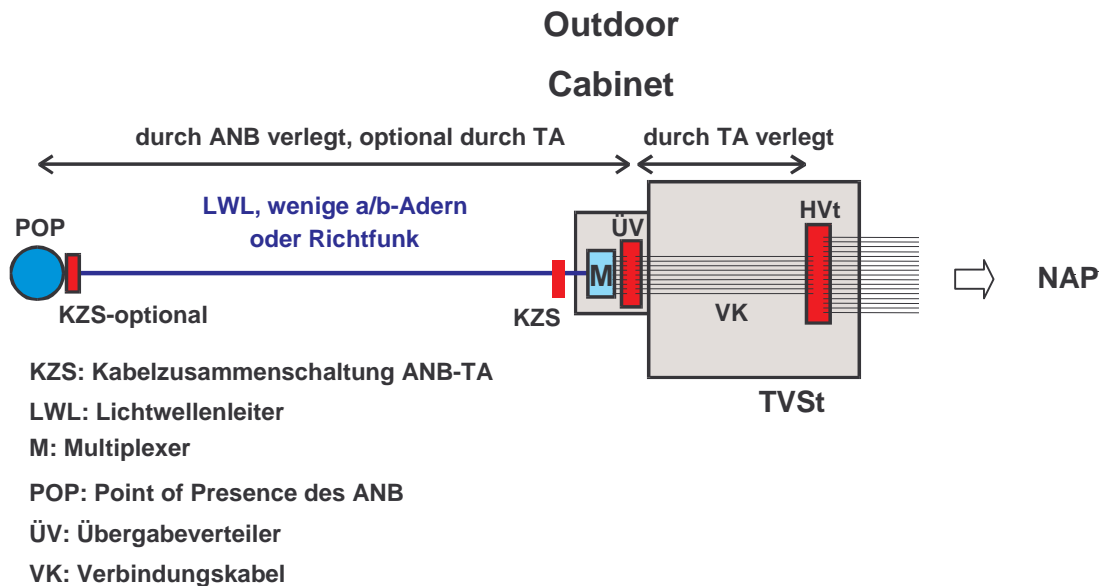 Outdoor
Cabinet
durch ANB verlegt, optional durch TA
durch TA verlegt
LWL, wenige a/b-Adern
oder Richtfunk
HVt
POP
ÜV
M
NAP
KZS-optional
KZS
VK
TVSt
KZS: Kabelzusammenschaltung ANB-TA
LWL: Lichtwellenleiter
M: Multiplexer
POP: Point of Presence des ANB
ÜV: Übergabeverteiler
VK: Verbindungskabel